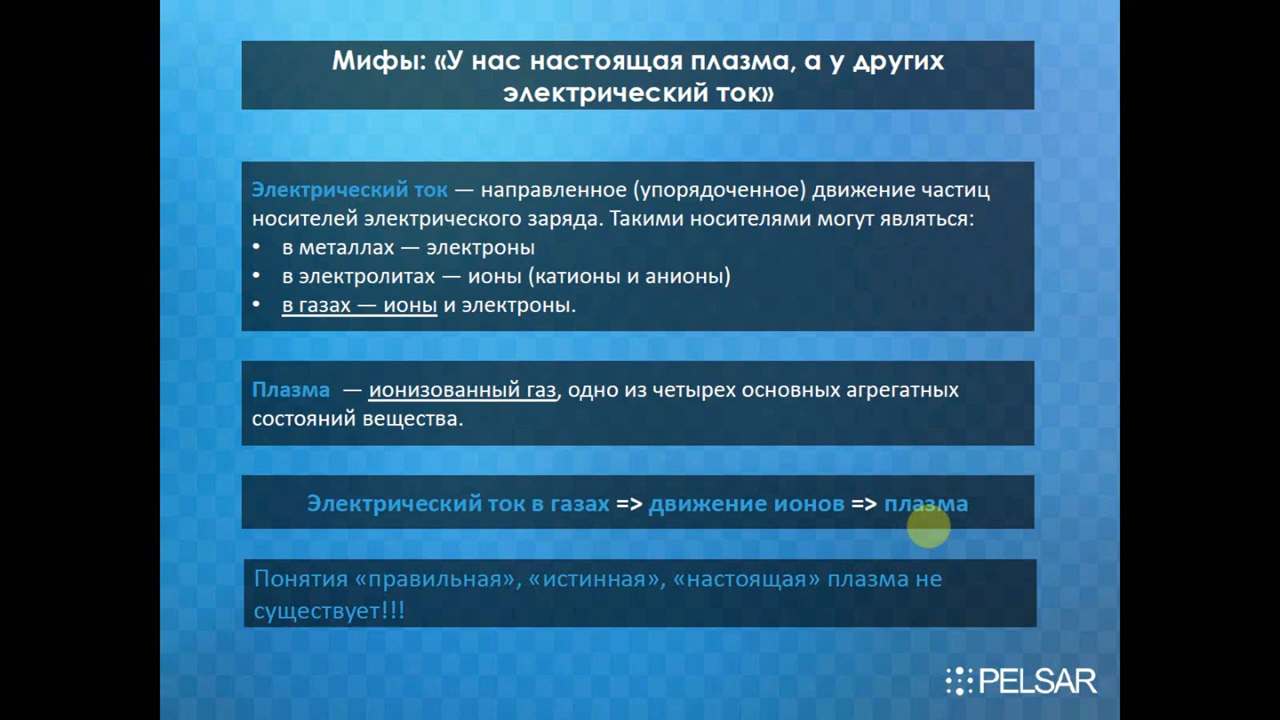 Мифы: «У нас настоящая плазма, а у других
электрический ток»
Электрический ток — направленное (упорядоченное) движение частиц
носителей электрического заряда. Такими носителями могут являться:
• в металлах — электроны
• в электролитах — ионы (катионы и анионы)
• в газах — ионы и электроны.
Плазма — ионизованный газ, одно из четырех основных агрегатных
состояний вещества.
Электрический ток в газах => движение ионов => плазма
Понятия «правильная», «истинная», «настоящая» плазма не
существует!!!
PELSAR